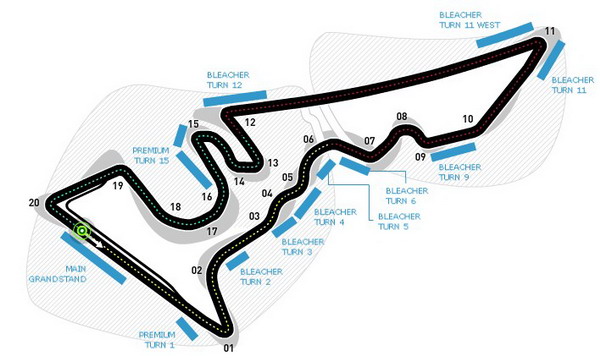 BLEACHER
TURN 11 WEST
11
BLEACHER
TURN 11
BLEACHER
TURN 12
12
15
PREMIUM
TURN 15
13
14
16
06
07
08
09
10
BLEACHER
TURN 9
05
04
03
BLEACHER
TURN 6
BLEACHER
TURN 5
BLEACHER
TURN 4
BLEACHER
TURN 3
BLEACHER
TURN 2
02
19
18
17
20
MAIN
GRANDSTAND
PREMIUM
TURN 1
01